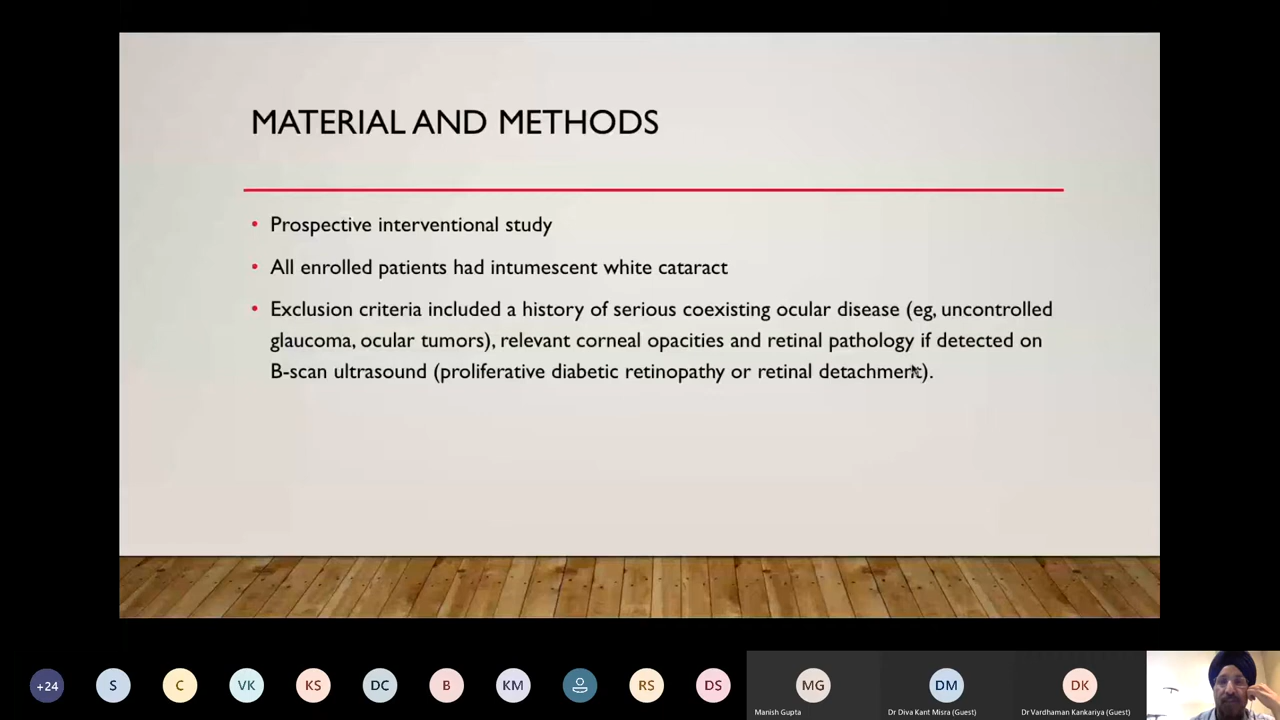 MATERIAL AND METHODS
• Prospective interventional study
• All enrolled patients had intumescent white cataract
• Exclusion criteria included a history of serious coexisting ocular disease (eg, uncontrolled
glaucoma, ocular tumors), relevant corneal opacities and retinal pathology if detected on
B-scan ultrasound (proliferative diabetic retinopathy or retinal detachment).
+24 S C VK KS DC B KM RS DS MG DM DK
Manish Gupta Dr Diva Kant Misra (Guest) Dr Vardhaman Kankariya (Guest)